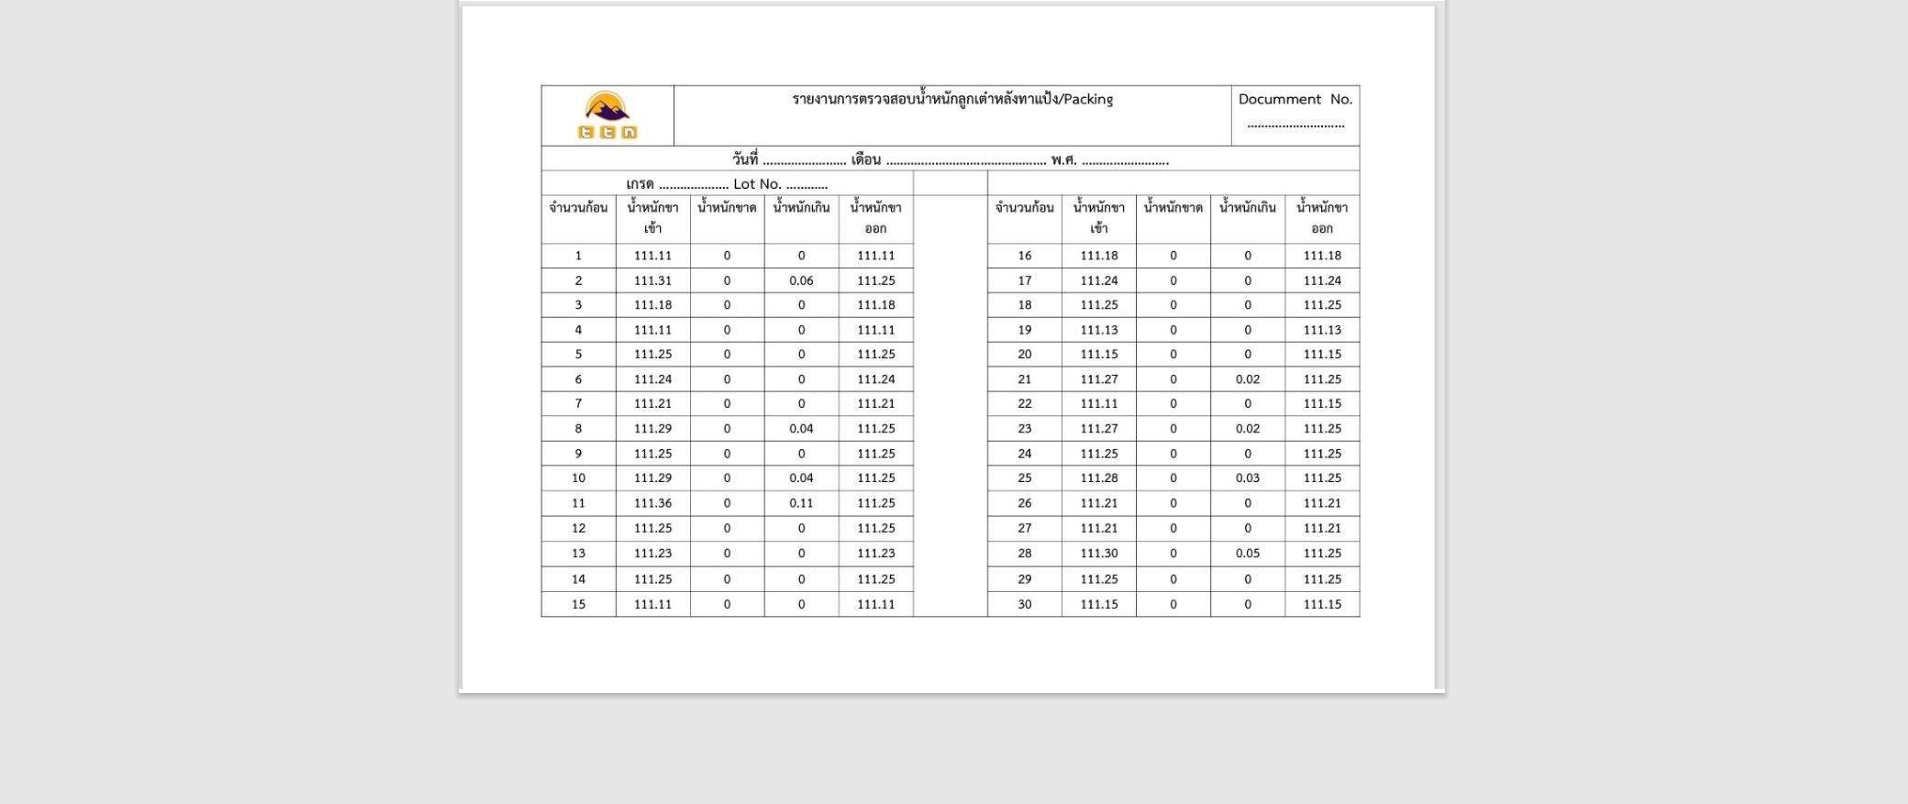 ttn
รายงานการตรวจสอบน้ำหนักลูกเต๋าหลังทาแป้ง/Packing
Documment No.
............................
วันที่ ........................ เดือน .............................................. พ.ศ. .........................
เกรด .................... Lot No. ............
จำนวนก้อน น้ำหนักขาเข้า น้ำหนักขาด น้ำหนักเกิน น้ำหนักขาออก จำนวนก้อน น้ำหนักขาเข้า น้ำหนักขาด น้ำหนักเกิน น้ำหนักขาออก
1 111.11 0 0 111.11 16 111.18 0 0 111.18
2 111.31 0 0.06 111.25 17 111.24 0 0 111.24
3 111.18 0 0 111.18 18 111.25 0 0 111.25
4 111.11 0 0 111.11 19 111.13 0 0 111.13
5 111.25 0 0 111.25 20 111.15 0 0 111.15
6 111.24 0 0 111.24 21 111.27 0 0.02 111.25
7 111.21 0 0 111.21 22 111.11 0 0 111.15
8 111.29 0 0.04 111.25 23 111.27 0 0.02 111.25
9 111.25 0 0 111.25 24 111.25 0 0 111.25
10 111.29 0 0.04 111.25 25 111.28 0 0.03 111.25
11 111.36 0 0.11 111.25 26 111.21 0 0 111.21
12 111.25 0 0 111.25 27 111.21 0 0 111.21
13 111.23 0 0 111.23 28 111.30 0 0.05 111.25
14 111.25 0 0 111.25 29 111.25 0 0 111.25
15 111.11 0 0 111.11 30 111.15 0 0 111.15